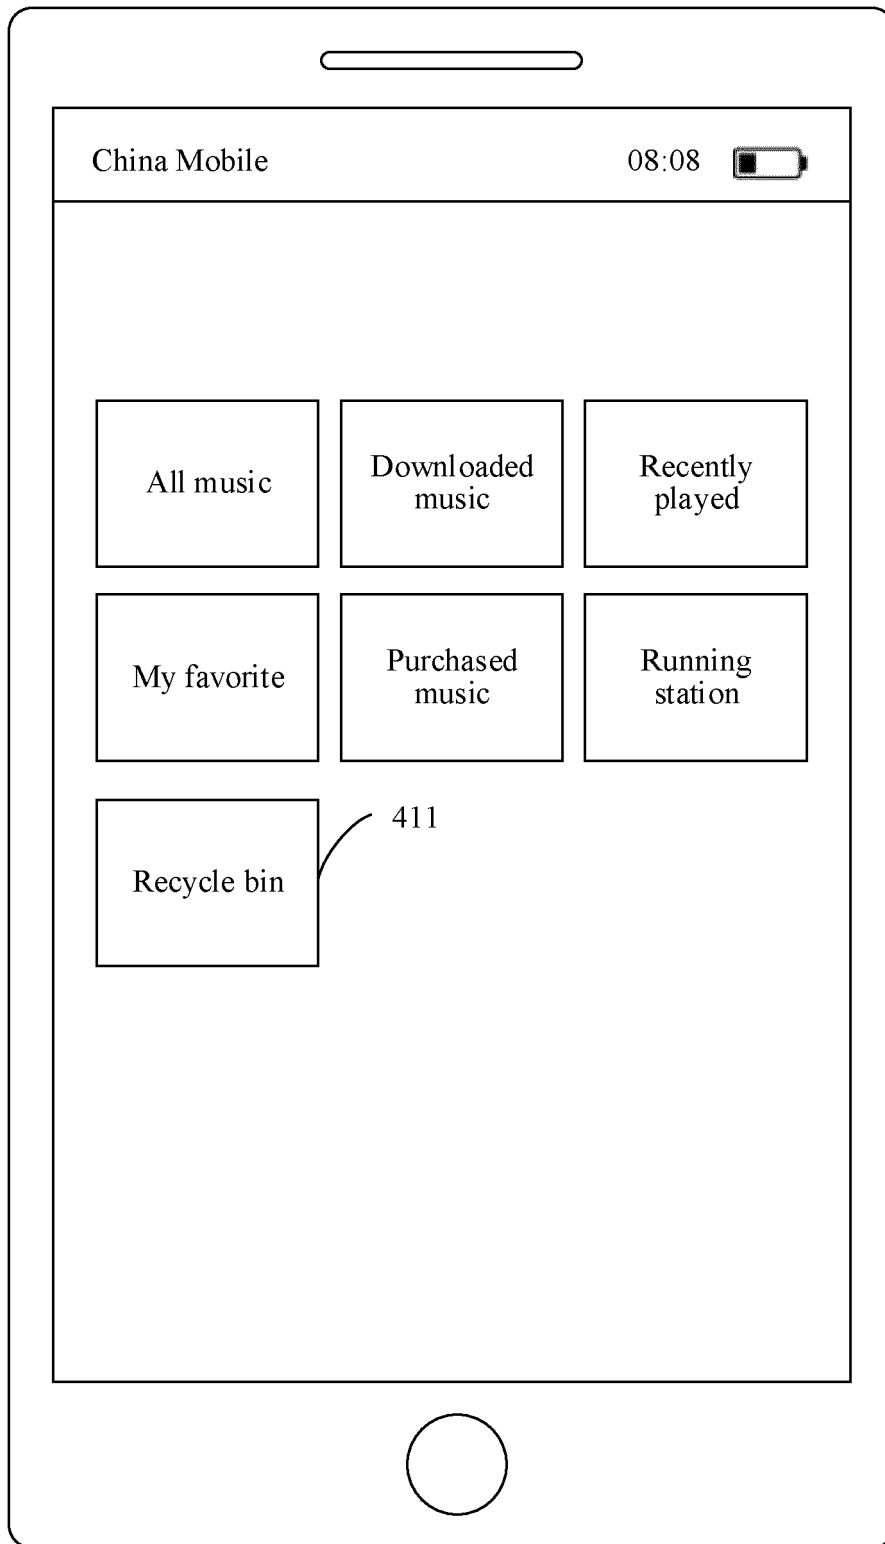 China Mobile 08:08
All music
Downloaded
music
Recently
played
My favorite
Purchased
music
Running
station
Recycle bin
411